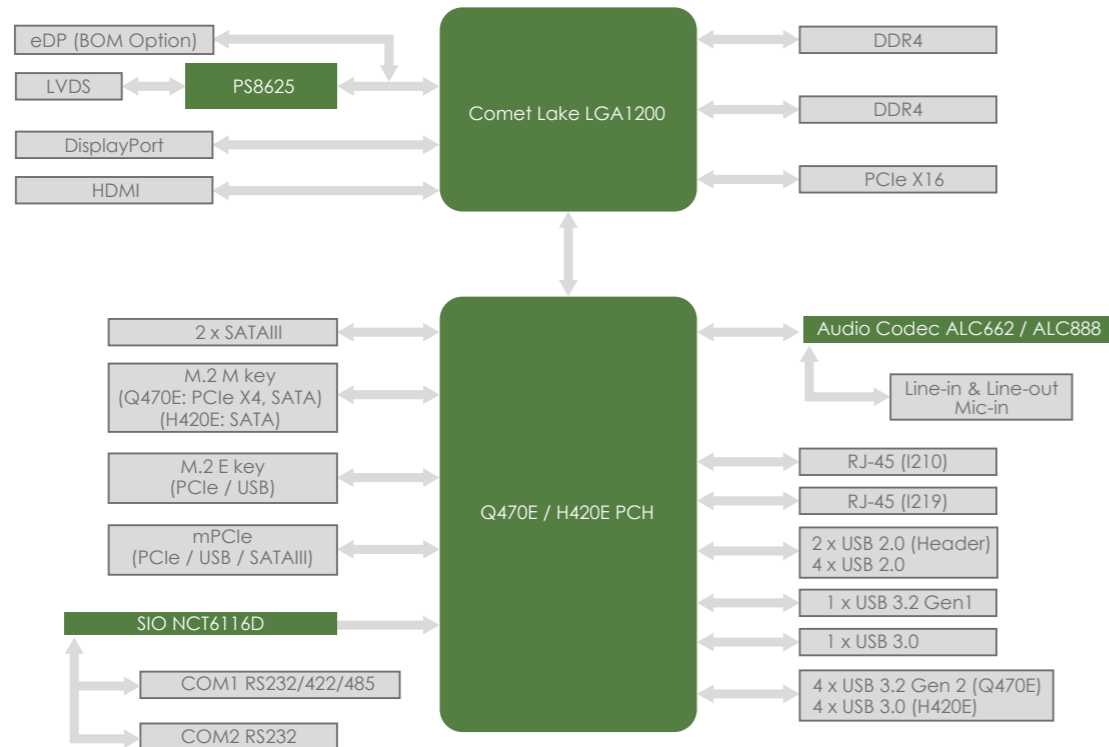 eDP (BOM Option)
LVDS
PS8625
DisplayPort
HDMI
Comet Lake LGA1200
DDR4
DDR4
PCIe X16
2 x SATAIII
M.2 M key
(Q470E: PCIe X4, SATA)
(H420E: SATA)
M.2 E key
(PCIe / USB)
mPCIe
(PCIe / USB / SATAIII)
SIO NCT6116D
COM1 RS232/422/485
COM2 RS232
Q470E / H420E PCH
Audio Codec ALC662 / ALC888
Line-in & Line-out
Mic-in
RJ-45 (I210)
RJ-45 (I219)
2 x USB 2.0 (Header)
4 x USB 2.0
1 x USB 3.2 Gen1
1 x USB 3.0
4 x USB 3.2 Gen 2 (Q470E)
4 x USB 3.0 (H420E)